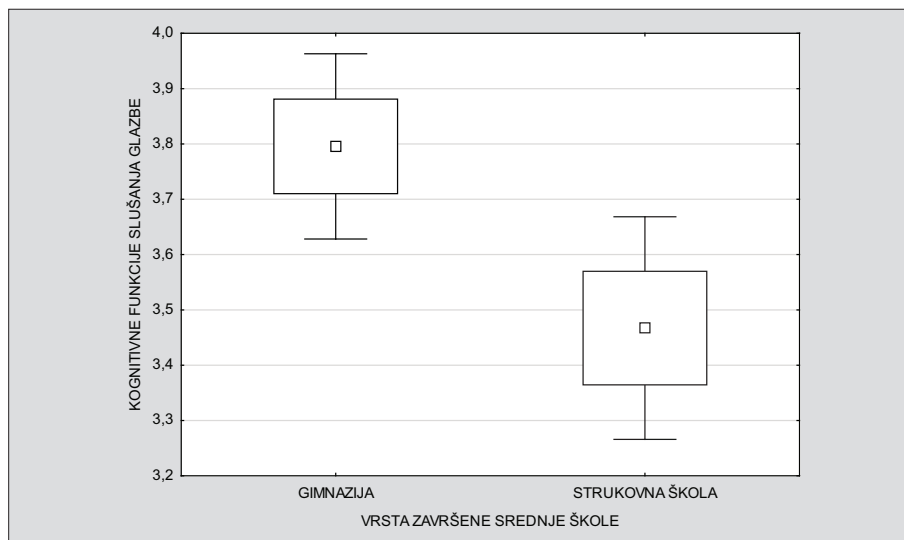 4,0
3,9
3,8
3,7
3,6
3,5
3,4
3,3
3,2
KOGNITIVNE FUNKCIJE SLUŠANJA GLAZBE
GIMNAZIJA
STRUKOVNA ŠKOLA
VRSTA ZAVRŠENE SREDNJE ŠKOLE